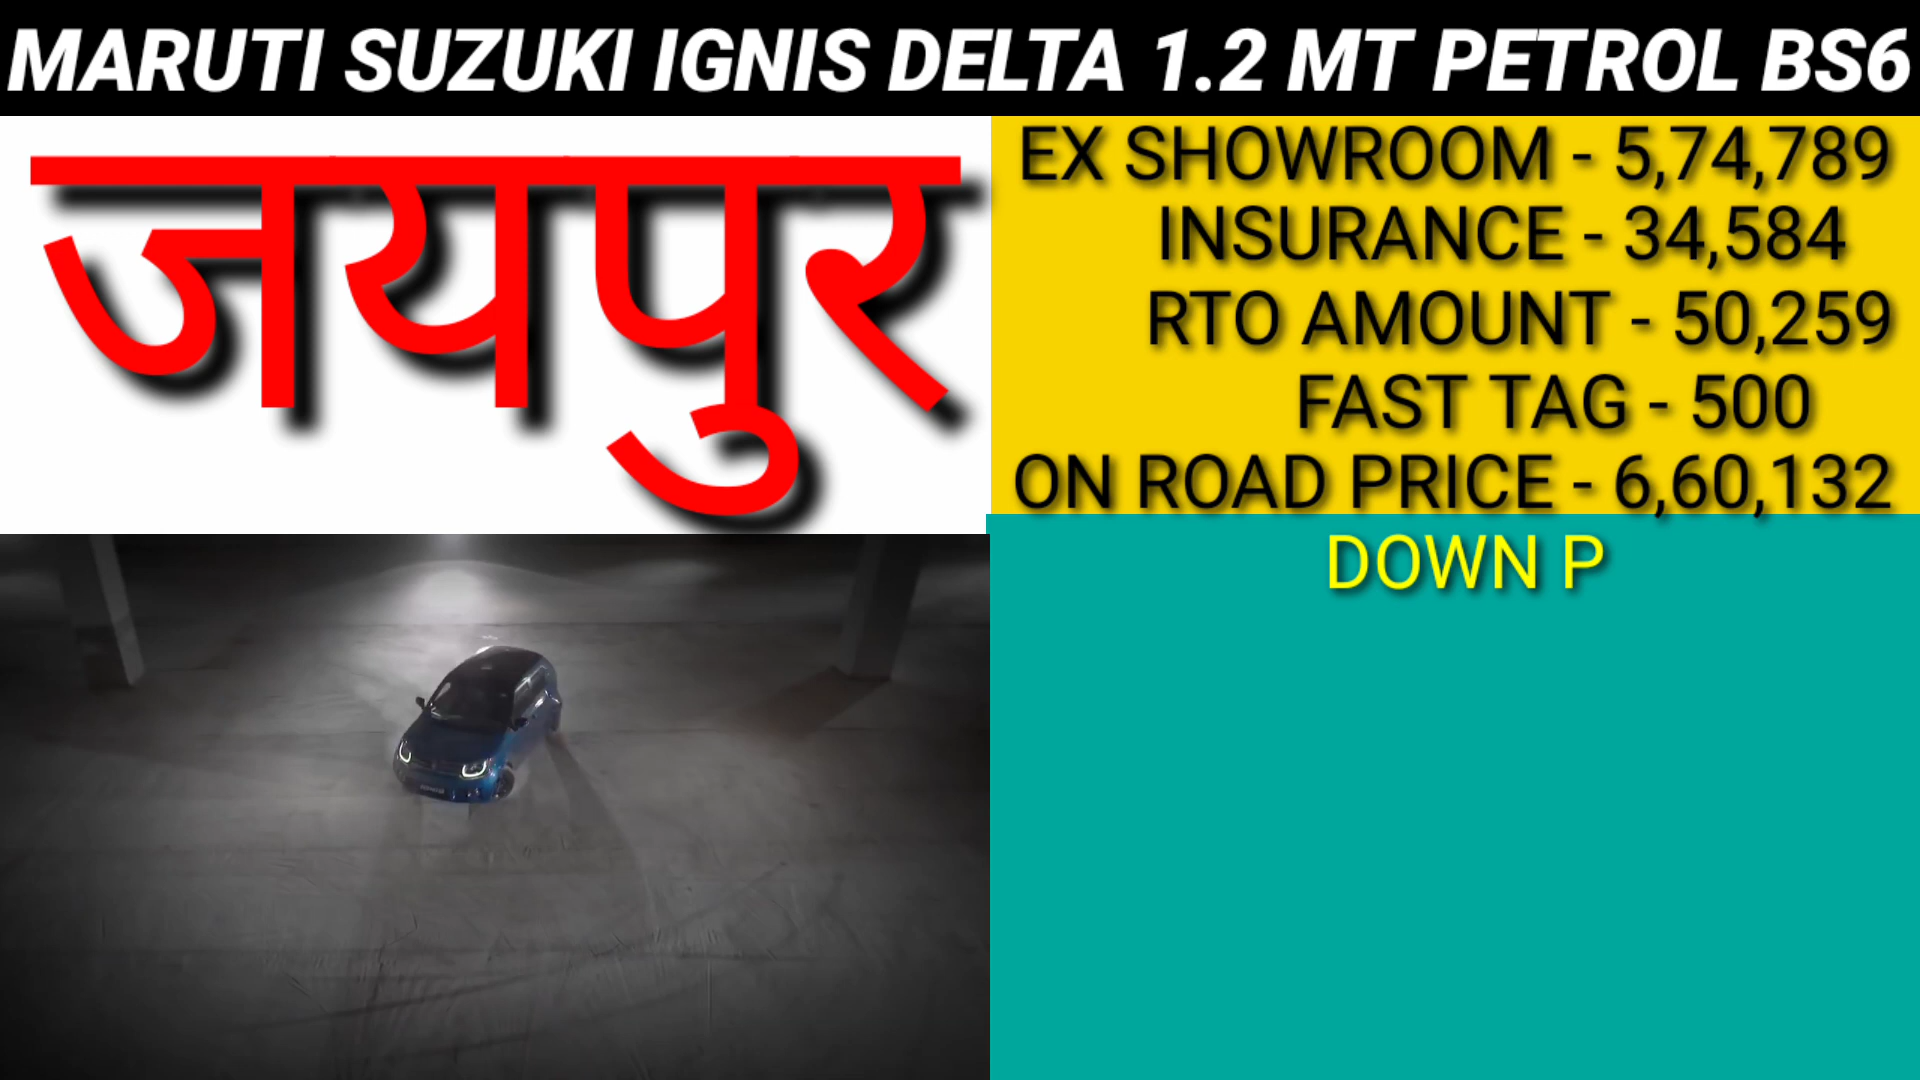 MARUTI SUZUKI IGNIS DELTA 1.2 MT PETROL BS6
जयपुर
EX SHOWROOM - 5,74,789
INSURANCE - 34,584
RTO AMOUNT - 50,259
FAST TAG - 500
ON ROAD PRICE - 6,60,132
DOWN P